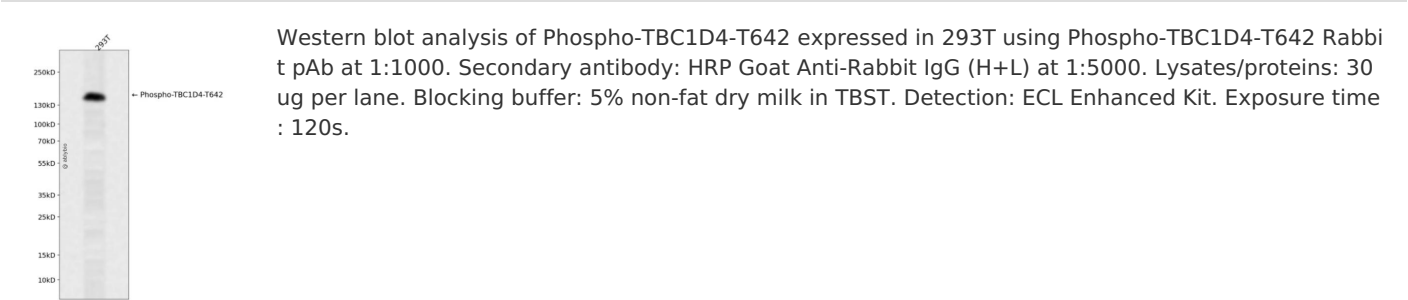 293T
250kD
130kD
100kD
70kD
55kD
35kD
25kD
15kD
10kD
← Phospho-TBC1D4-T642
Western blot analysis of Phospho-TBC1D4-T642 expressed in 293T using Phospho-TBC1D4-T642 Rabbi
t pAb at 1:1000. Secondary antibody: HRP Goat Anti-Rabbit IgG (H+L) at 1:5000. Lysates/proteins: 30
ug per lane. Blocking buffer: 5% non-fat dry milk in TBST. Detection: ECL Enhanced Kit. Exposure time
: 120s.